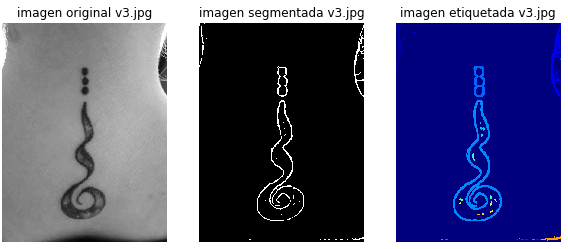 imagen original v3.jpg
imagen segmentada v3.jpg
imagen etiquetada v3.jpg